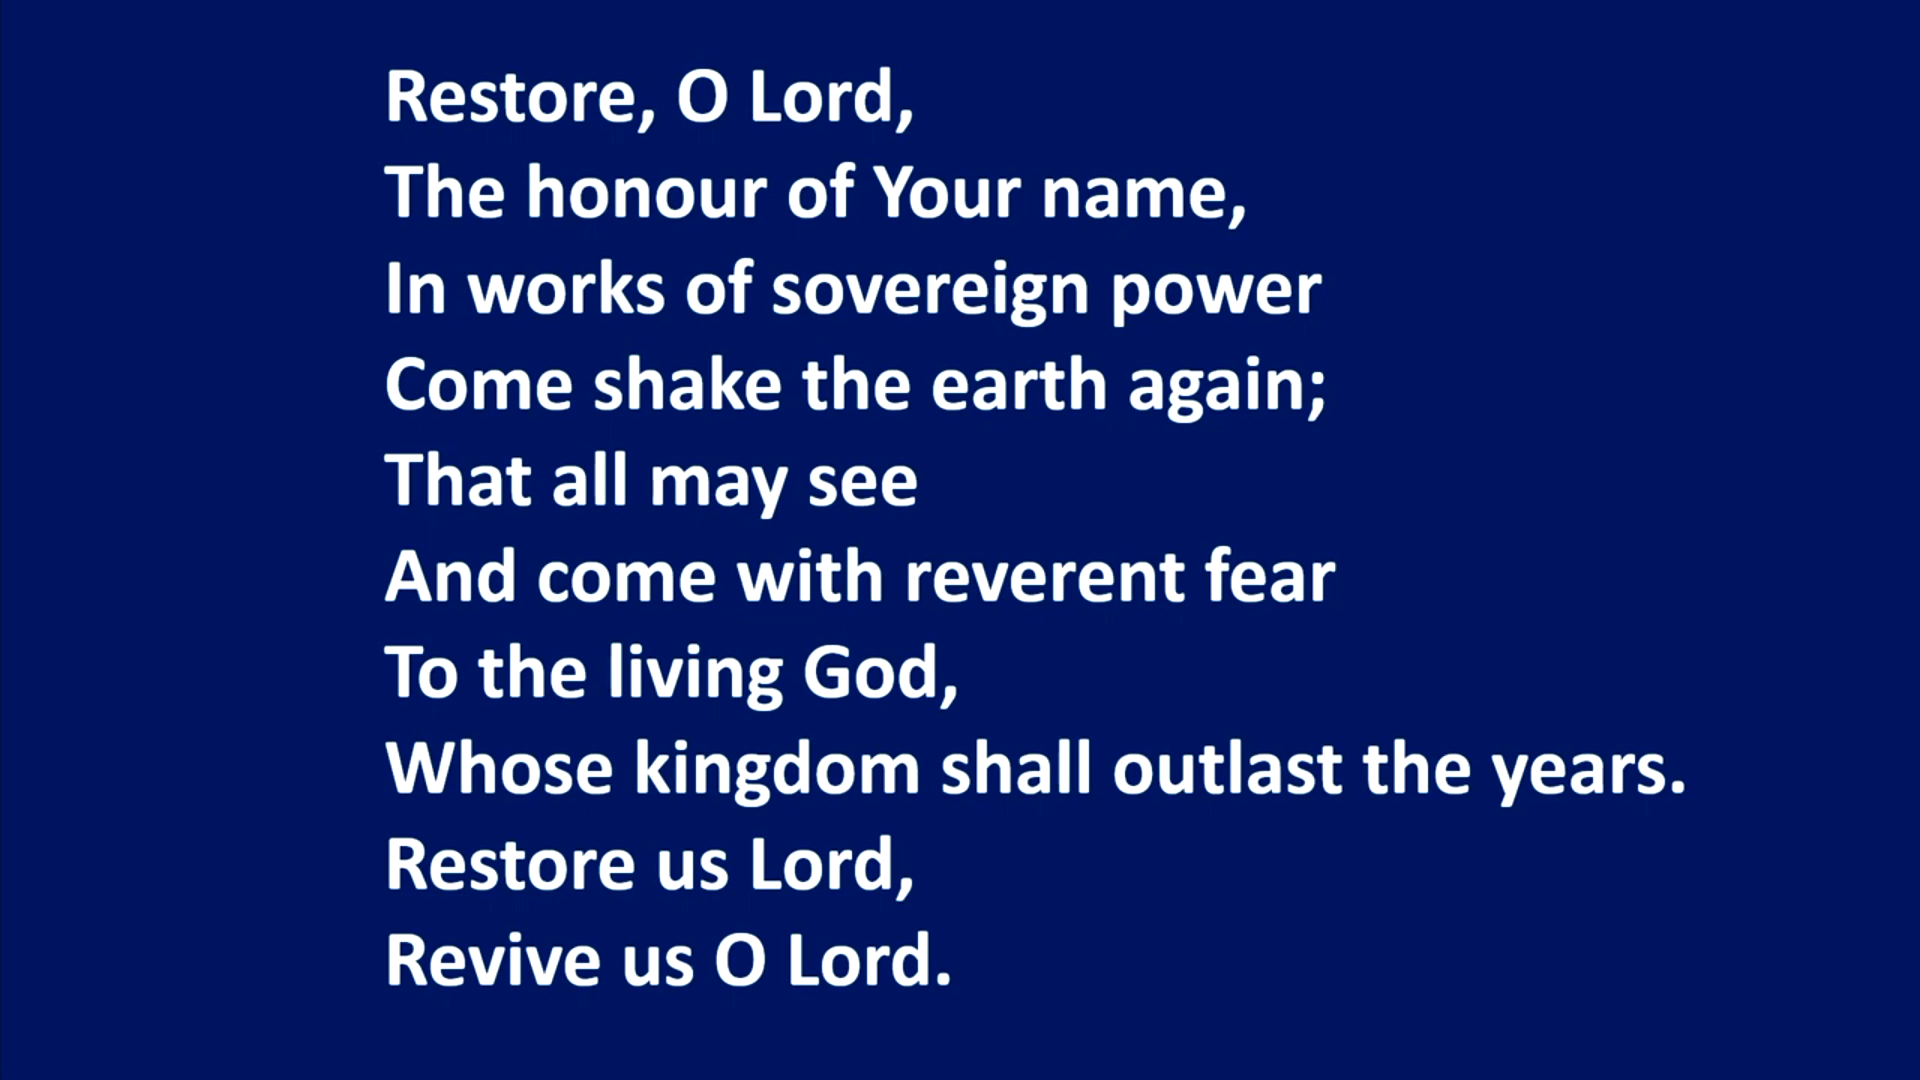 Restore, O Lord,
The honour of Your name,
In works of sovereign power
Come shake the earth again;
That all may see
And come with reverent fear
To the living God,
Whose kingdom shall outlast the years.
Restore us Lord,
Revive us O Lord.